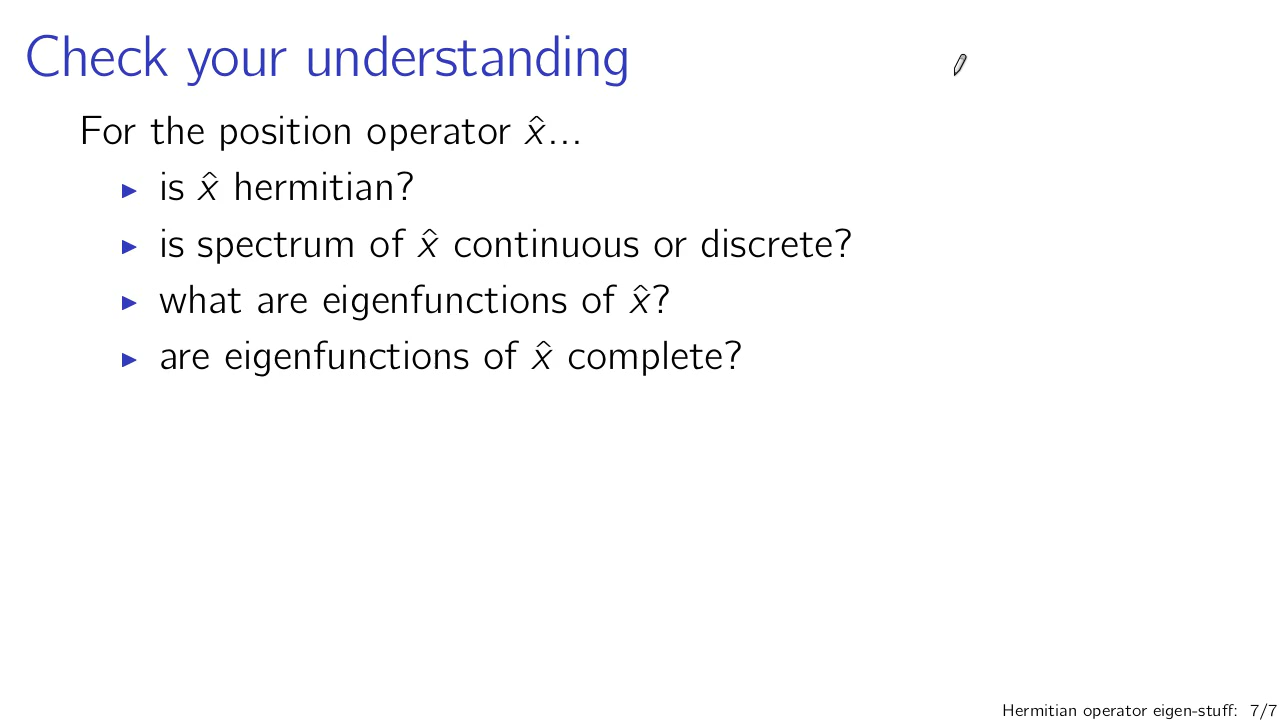 Check your understanding
For the position operator x̂...
▶ is x̂ hermitian?
▶ is spectrum of x̂ continuous or discrete?
▶ what are eigenfunctions of x̂?
▶ are eigenfunctions of x̂ complete?
Hermitian operator eigen-stuff: 7/7